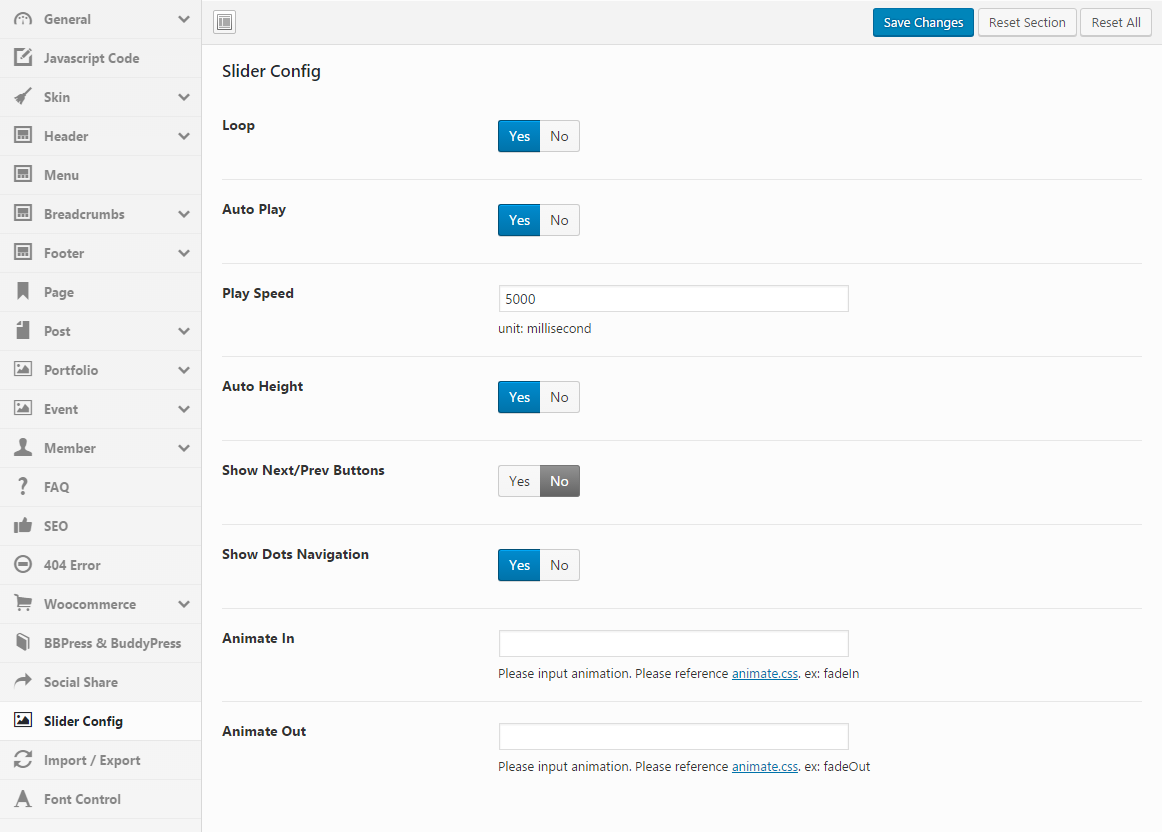 General
Javascript Code
Skin
Header
Menu
Breadcrumbs
Footer
Page
Post
Portfolio
Event
Member
FAQ
SEO
404 Error
Woocommerce
BBPress & BuddyPress
Social Share
Slider Config
Import / Export
Font Control
Save Changes Reset Section Reset All
Slider Config
Loop Yes No
Auto Play Yes No
Play Speed 5000
unit: millisecond
Auto Height Yes No
Show Next/Prev Buttons Yes No
Show Dots Navigation Yes No
Animate In
Please input animation. Please reference animate.css. ex: fadeIn
Animate Out
Please input animation. Please reference animate.css. ex: fadeOut